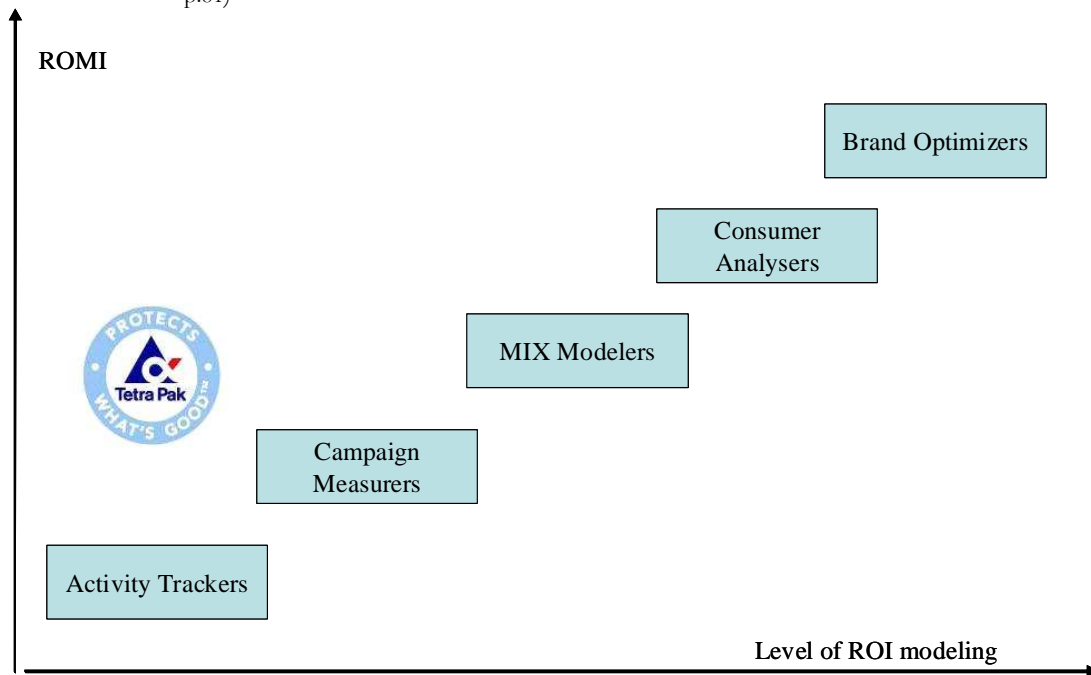 ROMI
Brand Optimizers
Consumer
Analysers
MIX Modelers
PROTECTS
Tetra Pak
WHAT'S GOOD™
Campaign
Measurers
Activity Trackers
Level of ROI modeling